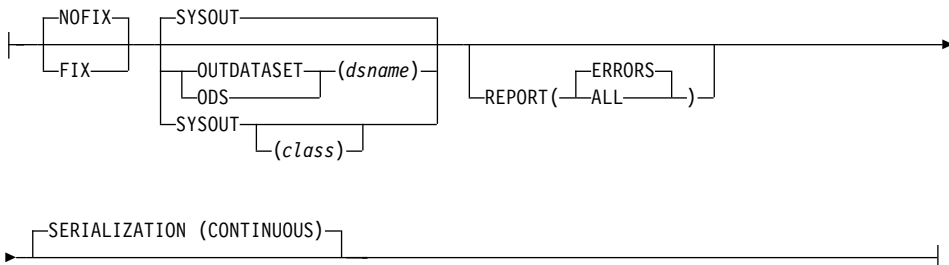 NOFIX SYSOUT
FIX OUTDATASET (dsname) ERRORS
ODS REPORT( ALL )
SYSOUT
(class)
SERIALIZATION (CONTINUOUS)